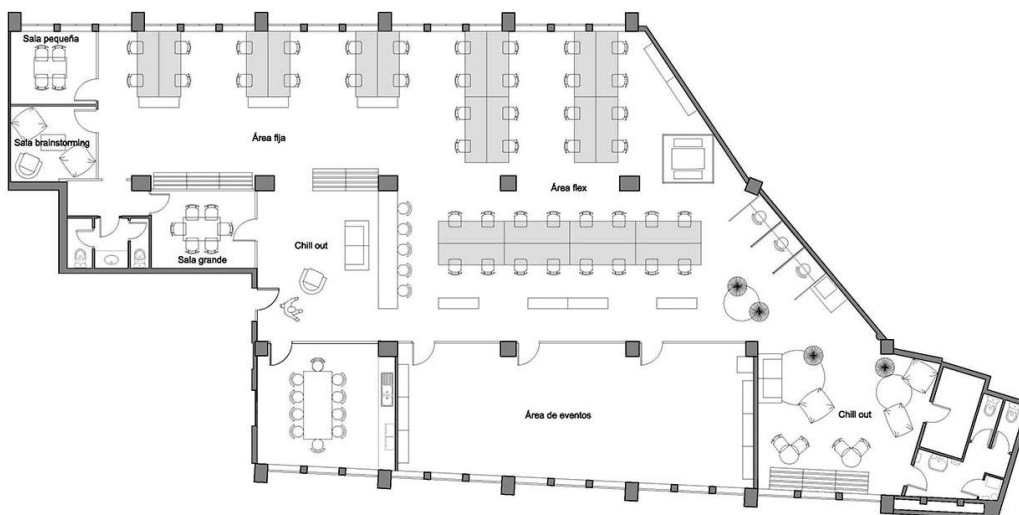 Sala pequeña
Sala brainstorming
Área fija
Área flex
Chill out
Sala grande
Área de eventos
Chill out